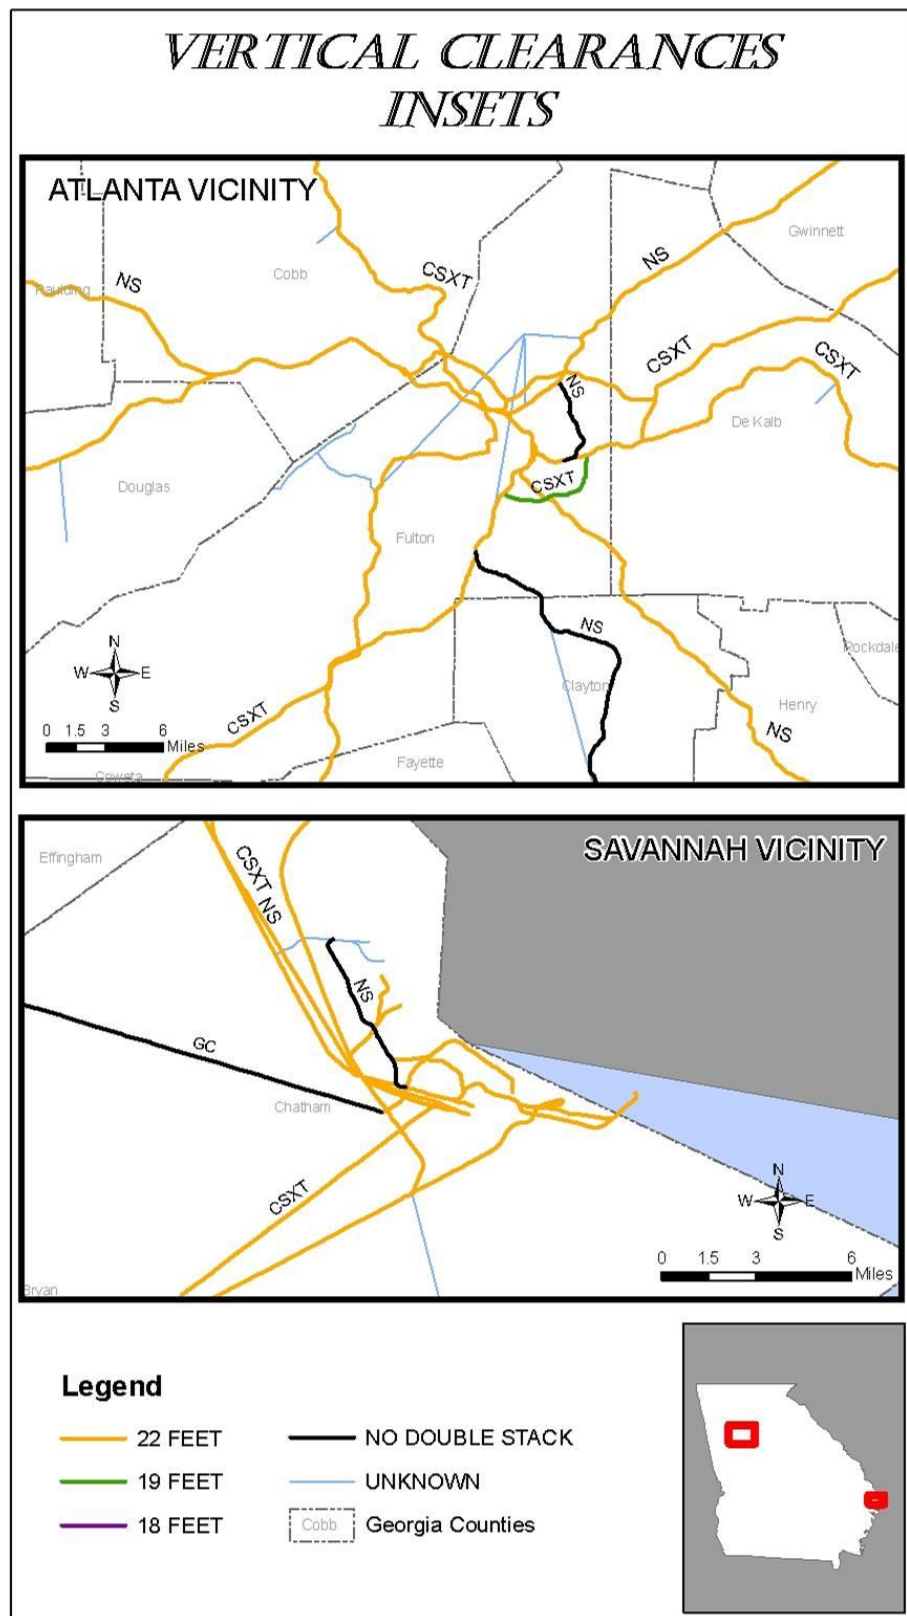 VERTICAL CLEARANCES
INSETS
ATLANTA VICINITY
Gwinnett
NS
CSXT
Cobb
NS
Paulding
CSXT
CSXT
NS
De Kalb
CSXT
Douglas
Fulton
NS
Rockdale
N
W E
S
Clayton
Henry
CSXT
NS
0 1.5 3 6
Miles
Fayette
Coweta
SAVANNAH VICINITY
Effingham
CSXT NS
NS
GC
Chatham
CSXT
N
W E
S
0 1.5 3 6
Miles
Bryan
Legend
22 FEET NO DOUBLE STACK
19 FEET UNKNOWN
18 FEET Cobb Georgia Counties